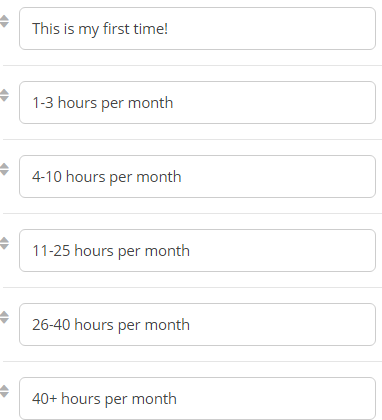 This is my first time!
1-3 hours per month
4-10 hours per month
11-25 hours per month
26-40 hours per month
40+ hours per month